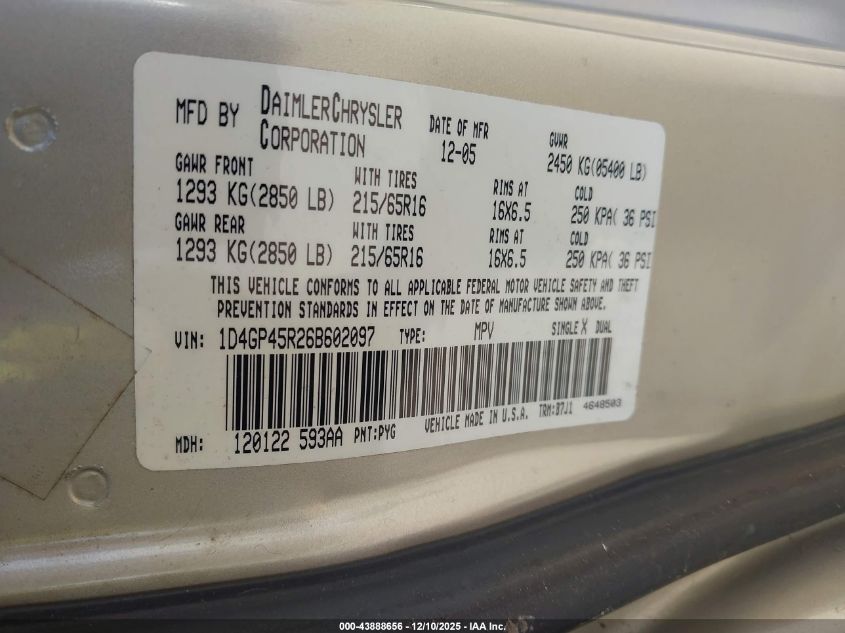 MFD BY DAIMLERCHRYSLER CORPORATION DATE OF MFR 12-05 GVWR 2450 KG(05400 LB)
GAWR FRONT WITH TIRES RIMS AT COLD
1293 KG(2850 LB) 215/65R16 16X6.5 250 KPA( 36 PSI
GAWR REAR WITH TIRES RIMS AT COLD
1293 KG(2850 LB) 215/65R16 16X6.5 250 KPA( 36 PSI
THIS VEHICLE CONFORMS TO ALL APPLICABLE FEDERAL MOTOR VEHICLE SAFETY AND THEFT
PREVENTION STANDARDS IN EFFECT ON THE DATE OF MANUFACTURE SHOWN ABOVE.
VIN: 1D4GP45R26B602097 TYPE: MPV SINGLE X DUAL
MDH: 120122 593AA PNT:PYG VEHICLE MADE IN U.S.A. TRM:B7J1 4648503
000-43888656 - 12/10/2025 - IAA Inc.